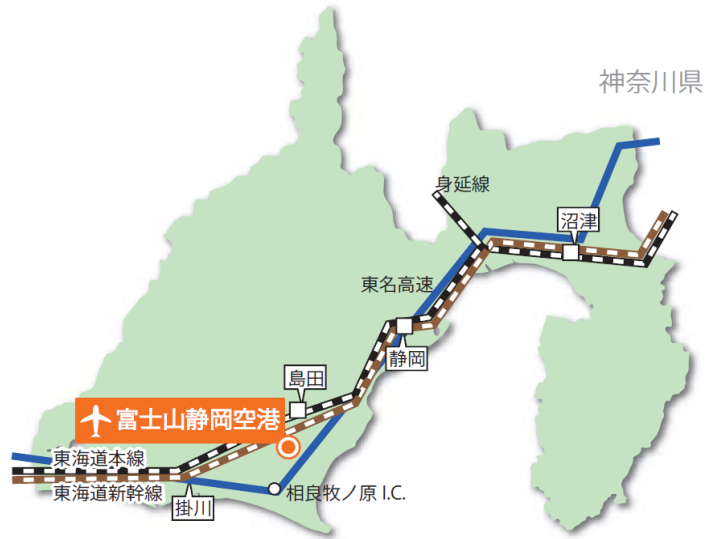 神奈川県
身延線
沼津
東名高速
静岡
島田
富士山静岡空港
東海道本線
東海道新幹線
相良牧ノ原 I.C.
掛川